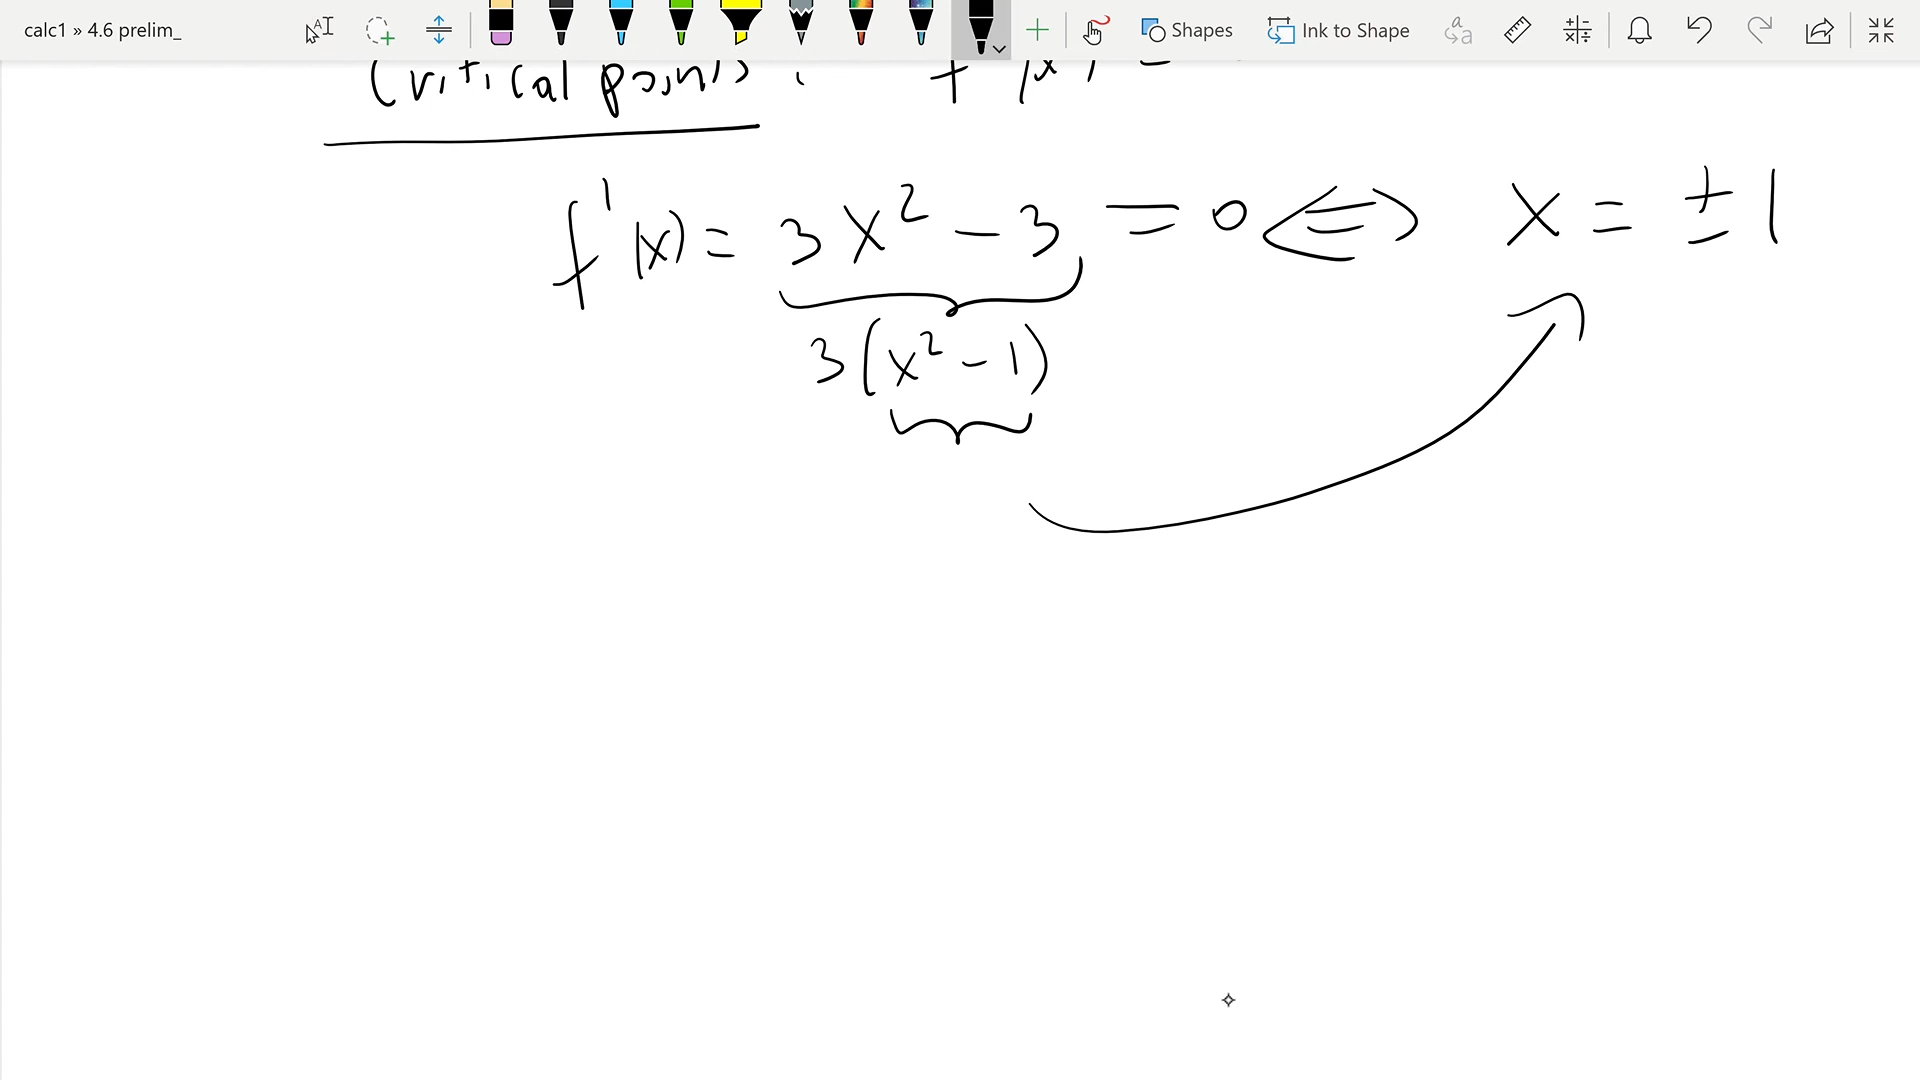 calc1 » 4.6 prelim_
Shapes
Ink to Shape
Critical points :
f'(x) = 3x² - 3 = 0 <=> x = ±1
3(x² - 1)